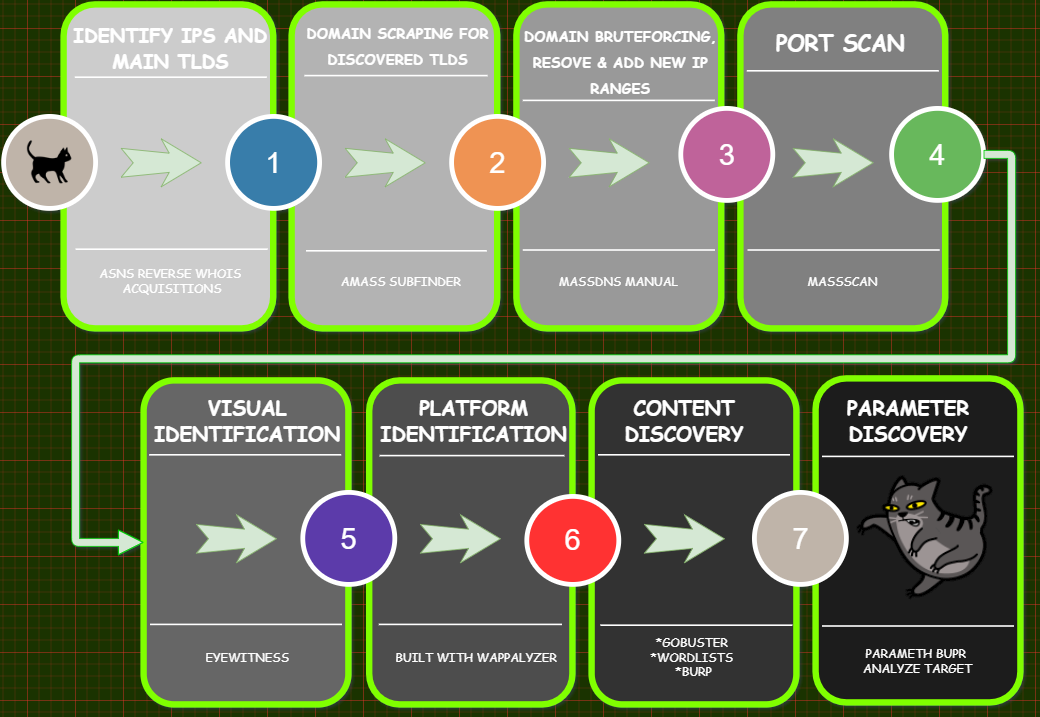 IDENTIFY IPS AND
MAIN TLDS
1
ASNS REVERSE WHOIS
ACQUISITIONS
DOMAIN SCRAPING FOR
DISCOVERED TLDS
2
AMASS SUBFINDER
DOMAIN BRUTEFORCING,
RESOVE & ADD NEW IP
RANGES
3
MASSDNS MANUAL
PORT SCAN
4
MASSSCAN
VISUAL
IDENTIFICATION
5
EYEWITNESS
PLATFORM
IDENTIFICATION
6
BUILT WITH WAPPALYZER
CONTENT
DISCOVERY
7
*GOBUSTER
*WORDLISTS
*BURP
PARAMETER
DISCOVERY
PARAMETH BUPR
ANALYZE TARGET